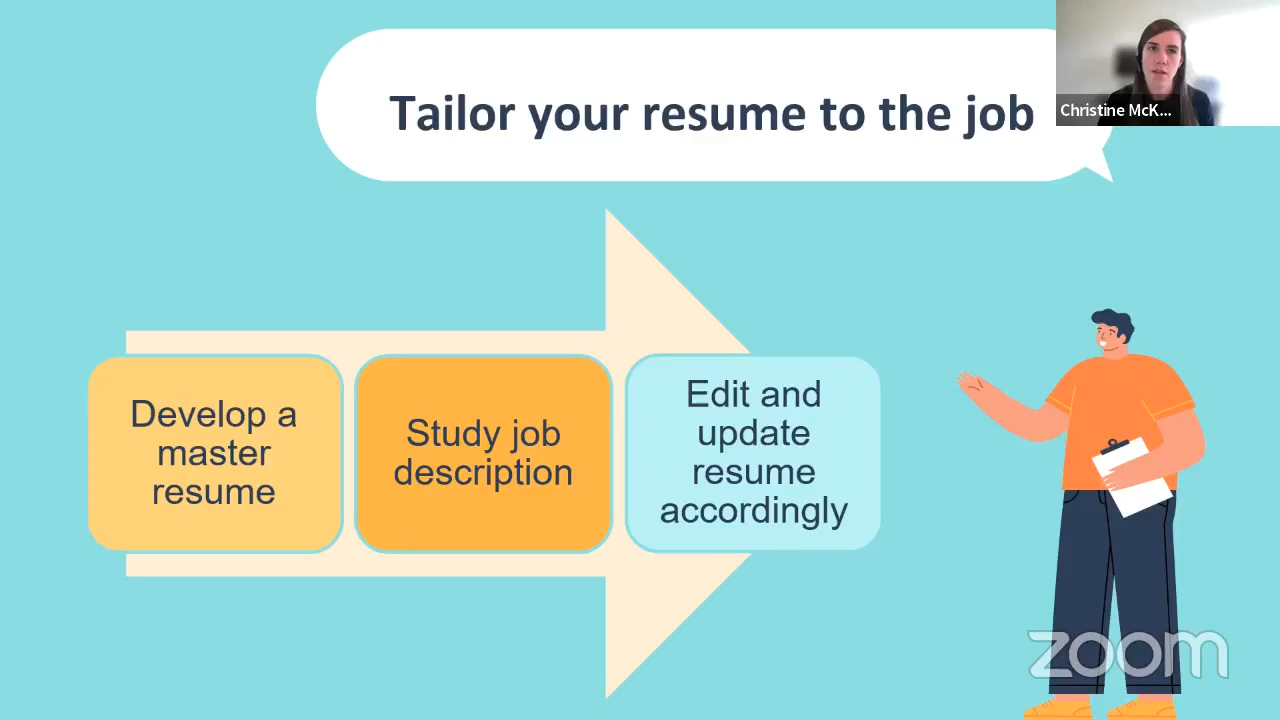 Tailor your resume to the job
Christine McK...
Develop a
master
resume
Study job
description
Edit and
update
resume
accordingly
zoom